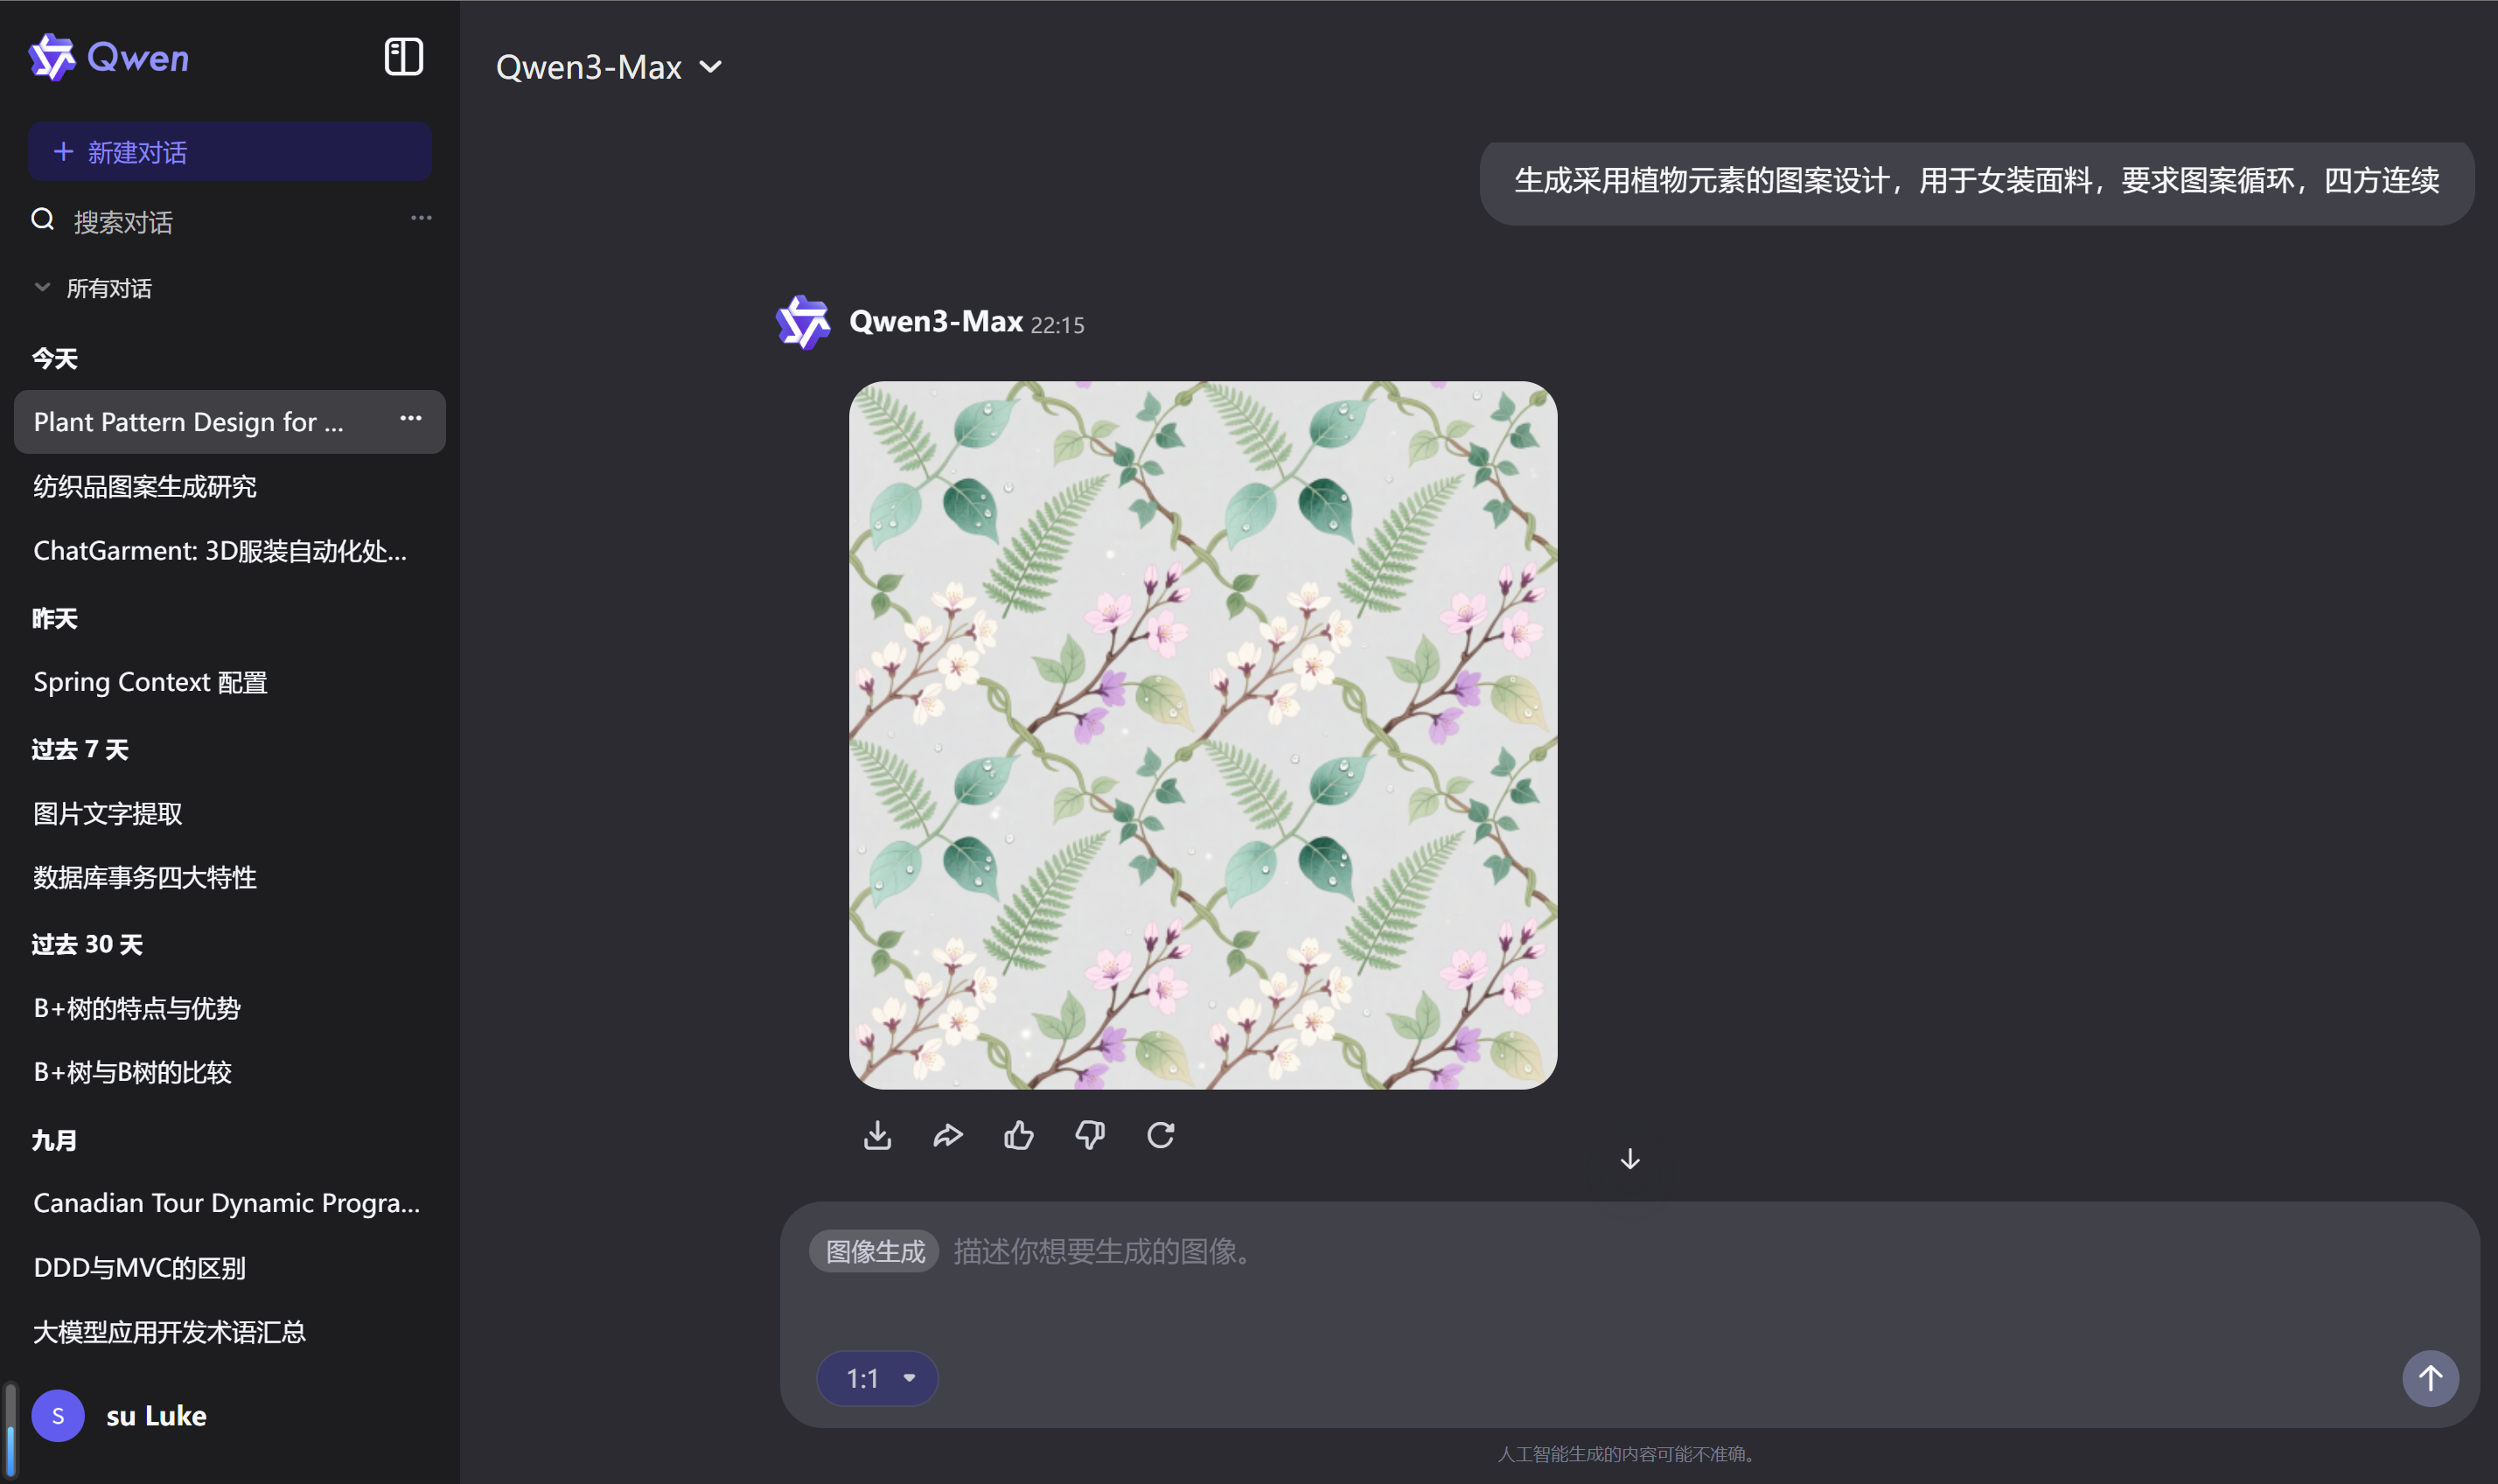 Qwen
新建对话
搜索对话
所有对话
今天
Plant Pattern Design for ...
纺织品图案生成研究
ChatGarment: 3D服装自动化处...
昨天
Spring Context 配置
过去 7 天
图片文字提取
数据库事务四大特性
过去 30 天
B+树的特点与优势
B+树与B树的比较
九月
Canadian Tour Dynamic Progra...
DDD与MVC的区别
大模型应用开发术语汇总
S
su Luke
Qwen3-Max
生成采用植物元素的图案设计，用于女装面料，要求图案循环，四方连续
Qwen3-Max 22:15
图像生成 描述你想要生成的图像。
1:1
人工智能生成的内容可能不准确。